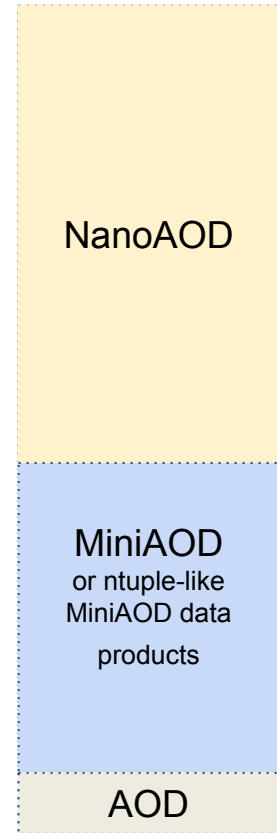 NanoAOD
MiniAOD
or ntuple-like
MiniAOD data
products
AOD